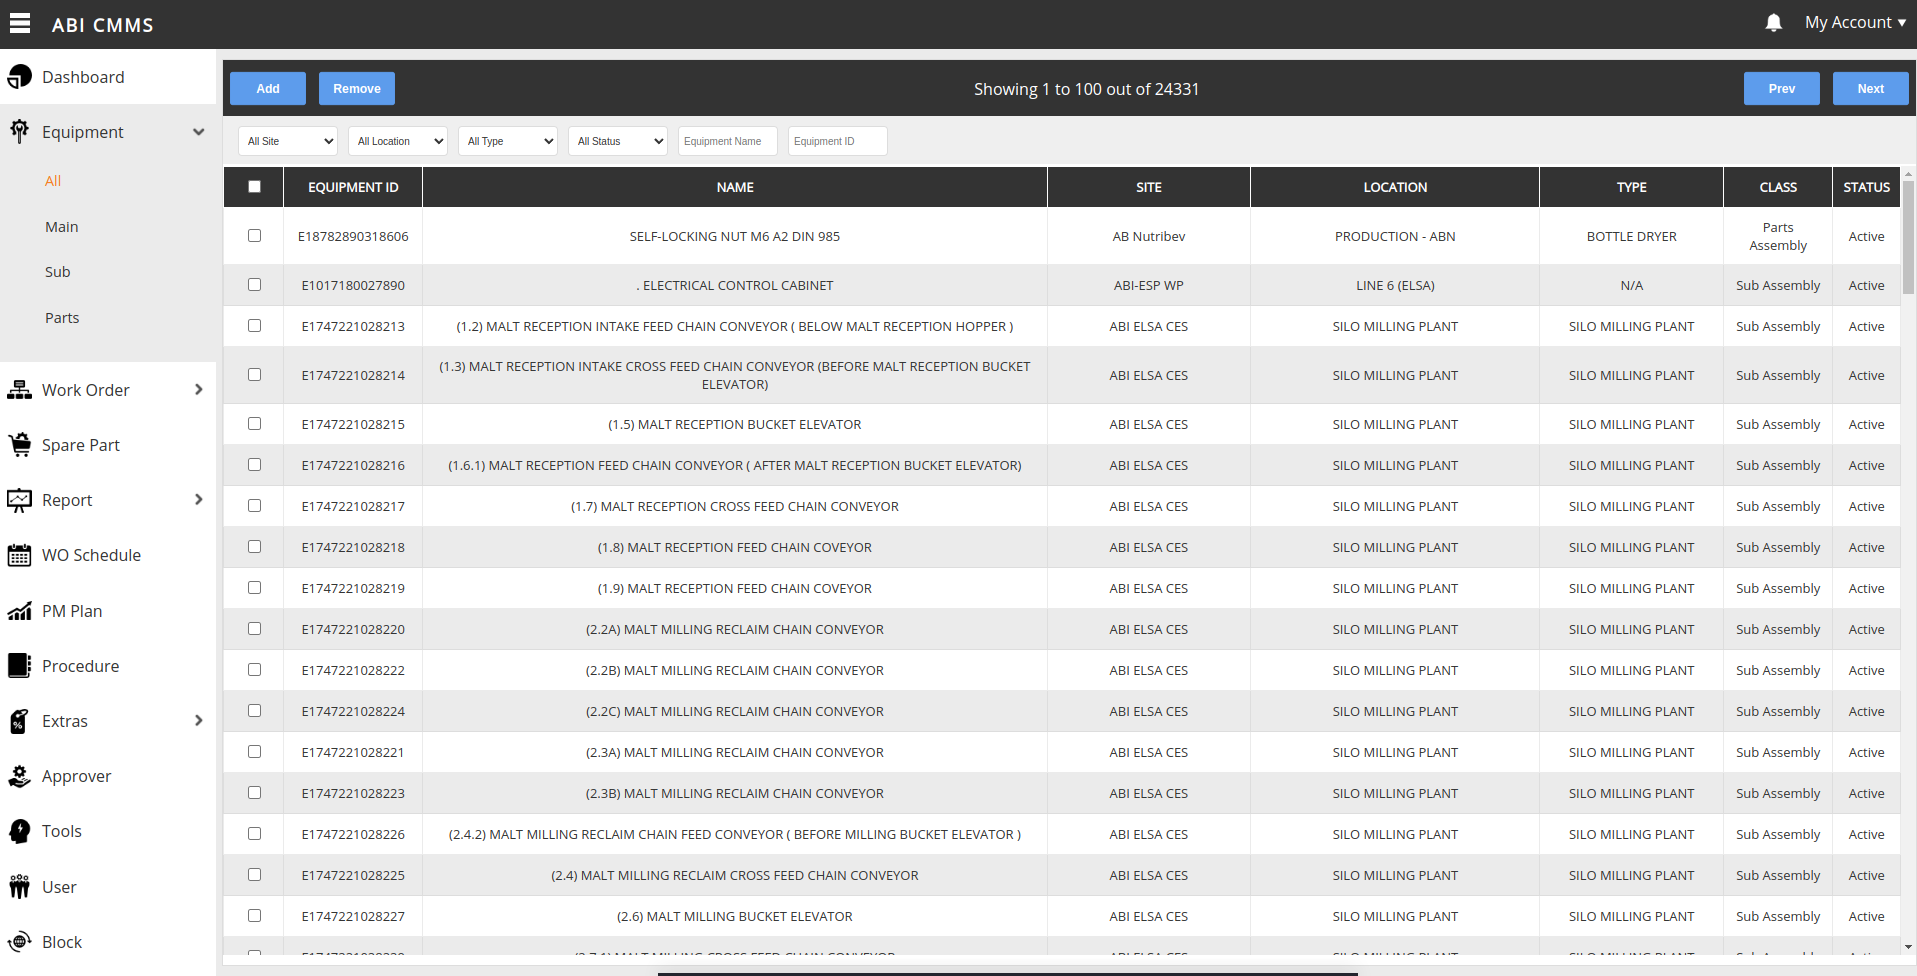 ABI CMMS
My Account
Dashboard
Equipment
All
Main
Sub
Parts
Work Order
Spare Part
Report
WO Schedule
PM Plan
Procedure
Extras
Approver
Tools
User
Block
Add Remove Showing 1 to 100 out of 24331 Prev Next
All Site All Location All Type All Status Equipment Name Equipment ID
EQUIPMENT ID NAME SITE LOCATION TYPE CLASS STATUS
E18782890318606 SELF-LOCKING NUT M6 A2 DIN 985 AB Nutribev PRODUCTION - ABN BOTTLE DRYER Parts Assembly Active
E1017180027890 . ELECTRICAL CONTROL CABINET ABI-ESP WP LINE 6 (ELSA) N/A Sub Assembly Active
E1747221028213 (1.2) MALT RECEPTION INTAKE FEED CHAIN CONVEYOR ( BELOW MALT RECEPTION HOPPER ) ABI ELSA CES SILO MILLING PLANT SILO MILLING PLANT Sub Assembly Active
E1747221028214 (1.3) MALT RECEPTION INTAKE CROSS FEED CHAIN CONVEYOR (BEFORE MALT RECEPTION BUCKET ELEVATOR) ABI ELSA CES SILO MILLING PLANT SILO MILLING PLANT Sub Assembly Active
E1747221028215 (1.5) MALT RECEPTION BUCKET ELEVATOR ABI ELSA CES SILO MILLING PLANT SILO MILLING PLANT Sub Assembly Active
E1747221028216 (1.6.1) MALT RECEPTION FEED CHAIN CONVEYOR ( AFTER MALT RECEPTION BUCKET ELEVATOR) ABI ELSA CES SILO MILLING PLANT SILO MILLING PLANT Sub Assembly Active
E1747221028217 (1.7) MALT RECEPTION CROSS FEED CHAIN CONVEYOR ABI ELSA CES SILO MILLING PLANT SILO MILLING PLANT Sub Assembly Active
E1747221028218 (1.8) MALT RECEPTION FEED CHAIN COVEYOR ABI ELSA CES SILO MILLING PLANT SILO MILLING PLANT Sub Assembly Active
E1747221028219 (1.9) MALT RECEPTION FEED CHAIN COVEYOR ABI ELSA CES SILO MILLING PLANT SILO MILLING PLANT Sub Assembly Active
E1747221028220 (2.2A) MALT MILLING RECLAIM CHAIN CONVEYOR ABI ELSA CES SILO MILLING PLANT SILO MILLING PLANT Sub Assembly Active
E1747221028222 (2.2B) MALT MILLING RECLAIM CHAIN CONVEYOR ABI ELSA CES SILO MILLING PLANT SILO MILLING PLANT Sub Assembly Active
E1747221028224 (2.2C) MALT MILLING RECLAIM CHAIN CONVEYOR ABI ELSA CES SILO MILLING PLANT SILO MILLING PLANT Sub Assembly Active
E1747221028221 (2.3A) MALT MILLING RECLAIM CHAIN CONVEYOR ABI ELSA CES SILO MILLING PLANT SILO MILLING PLANT Sub Assembly Active
E1747221028223 (2.3B) MALT MILLING RECLAIM CHAIN CONVEYOR ABI ELSA CES SILO MILLING PLANT SILO MILLING PLANT Sub Assembly Active
E1747221028226 (2.4.2) MALT MILLING RECLAIM CHAIN FEED CONVEYOR ( BEFORE MILLING BUCKET ELEVATOR ) ABI ELSA CES SILO MILLING PLANT SILO MILLING PLANT Sub Assembly Active
E1747221028225 (2.4) MALT MILLING RECLAIM CROSS FEED CHAIN CONVEYOR ABI ELSA CES SILO MILLING PLANT SILO MILLING PLANT Sub Assembly Active
E1747221028227 (2.6) MALT MILLING BUCKET ELEVATOR ABI ELSA CES SILO MILLING PLANT SILO MILLING PLANT Sub Assembly Active